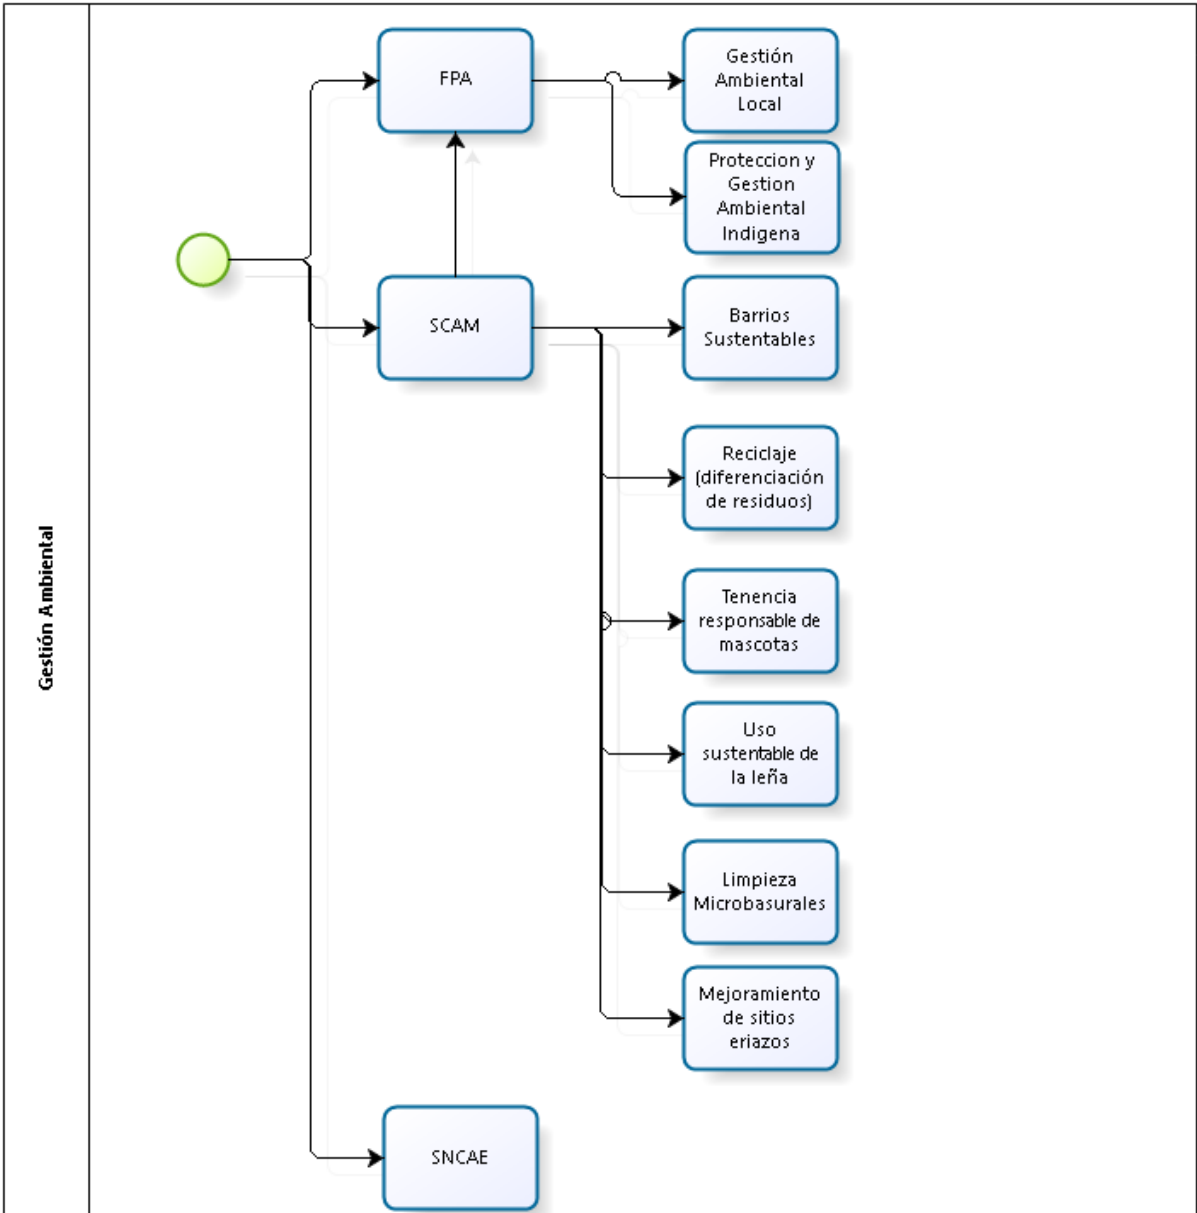 Gestión Ambiental
FPA
Gestión
Ambiental
Local
Proteccion y
Gestion
Ambiental
Indigena
SCAM
Barrios
Sustentables
Reciclaje
(diferenciación
de residuos)
Tenencia
responsable de
mascotas
Uso
sustentable de
la leña
Limpieza
Microbasurales
Mejoramiento
de sitios
eriazos
SNCAE